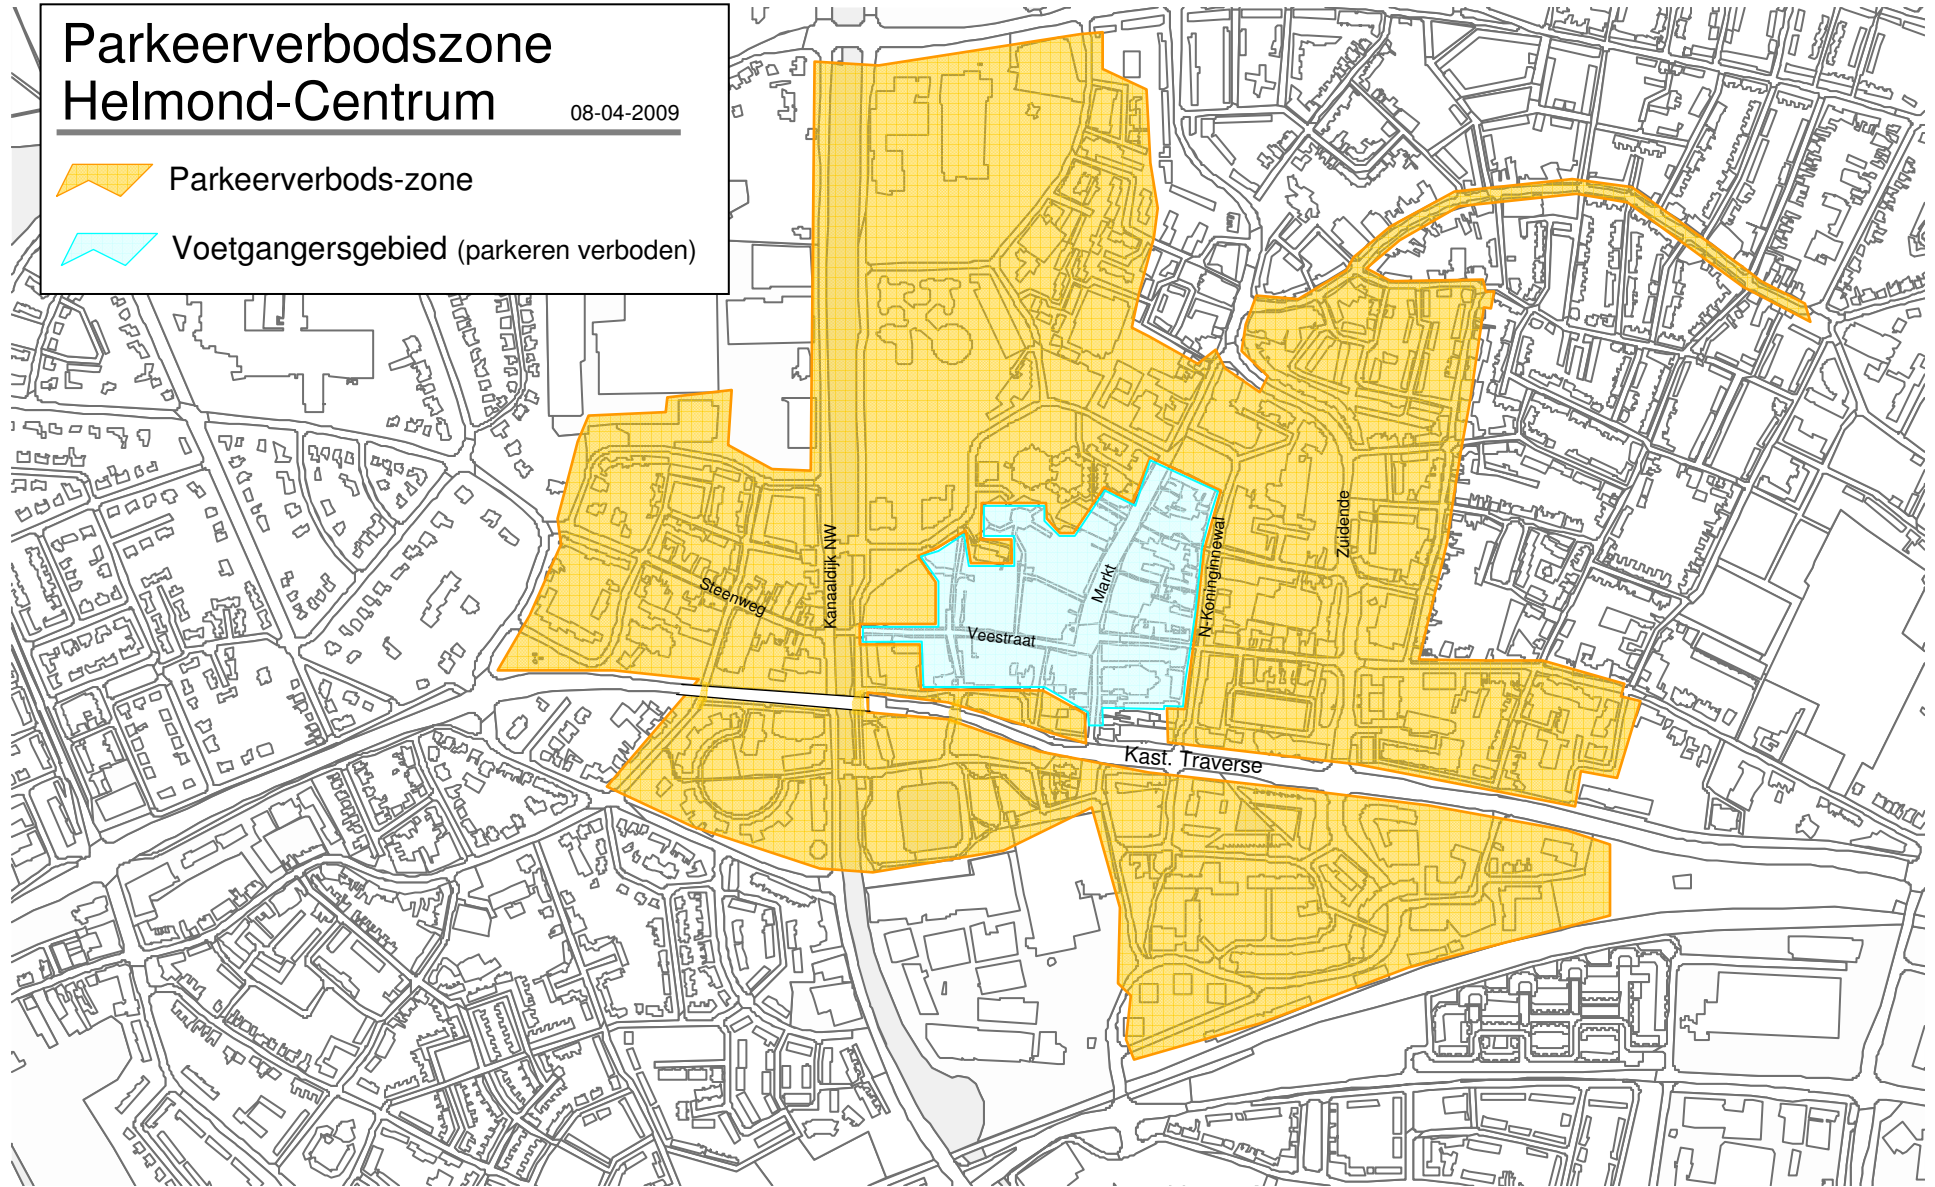 Parkeerverbodszone
Helmond-Centrum 08-04-2009
Parkeerverbods-zone
Voetgangersgebied (parkeren verboden)
Steenweg
Kanaaldijk NW
Veestraat
Markt
N-Koninginnewal
Zuidende
Kast. Traverse